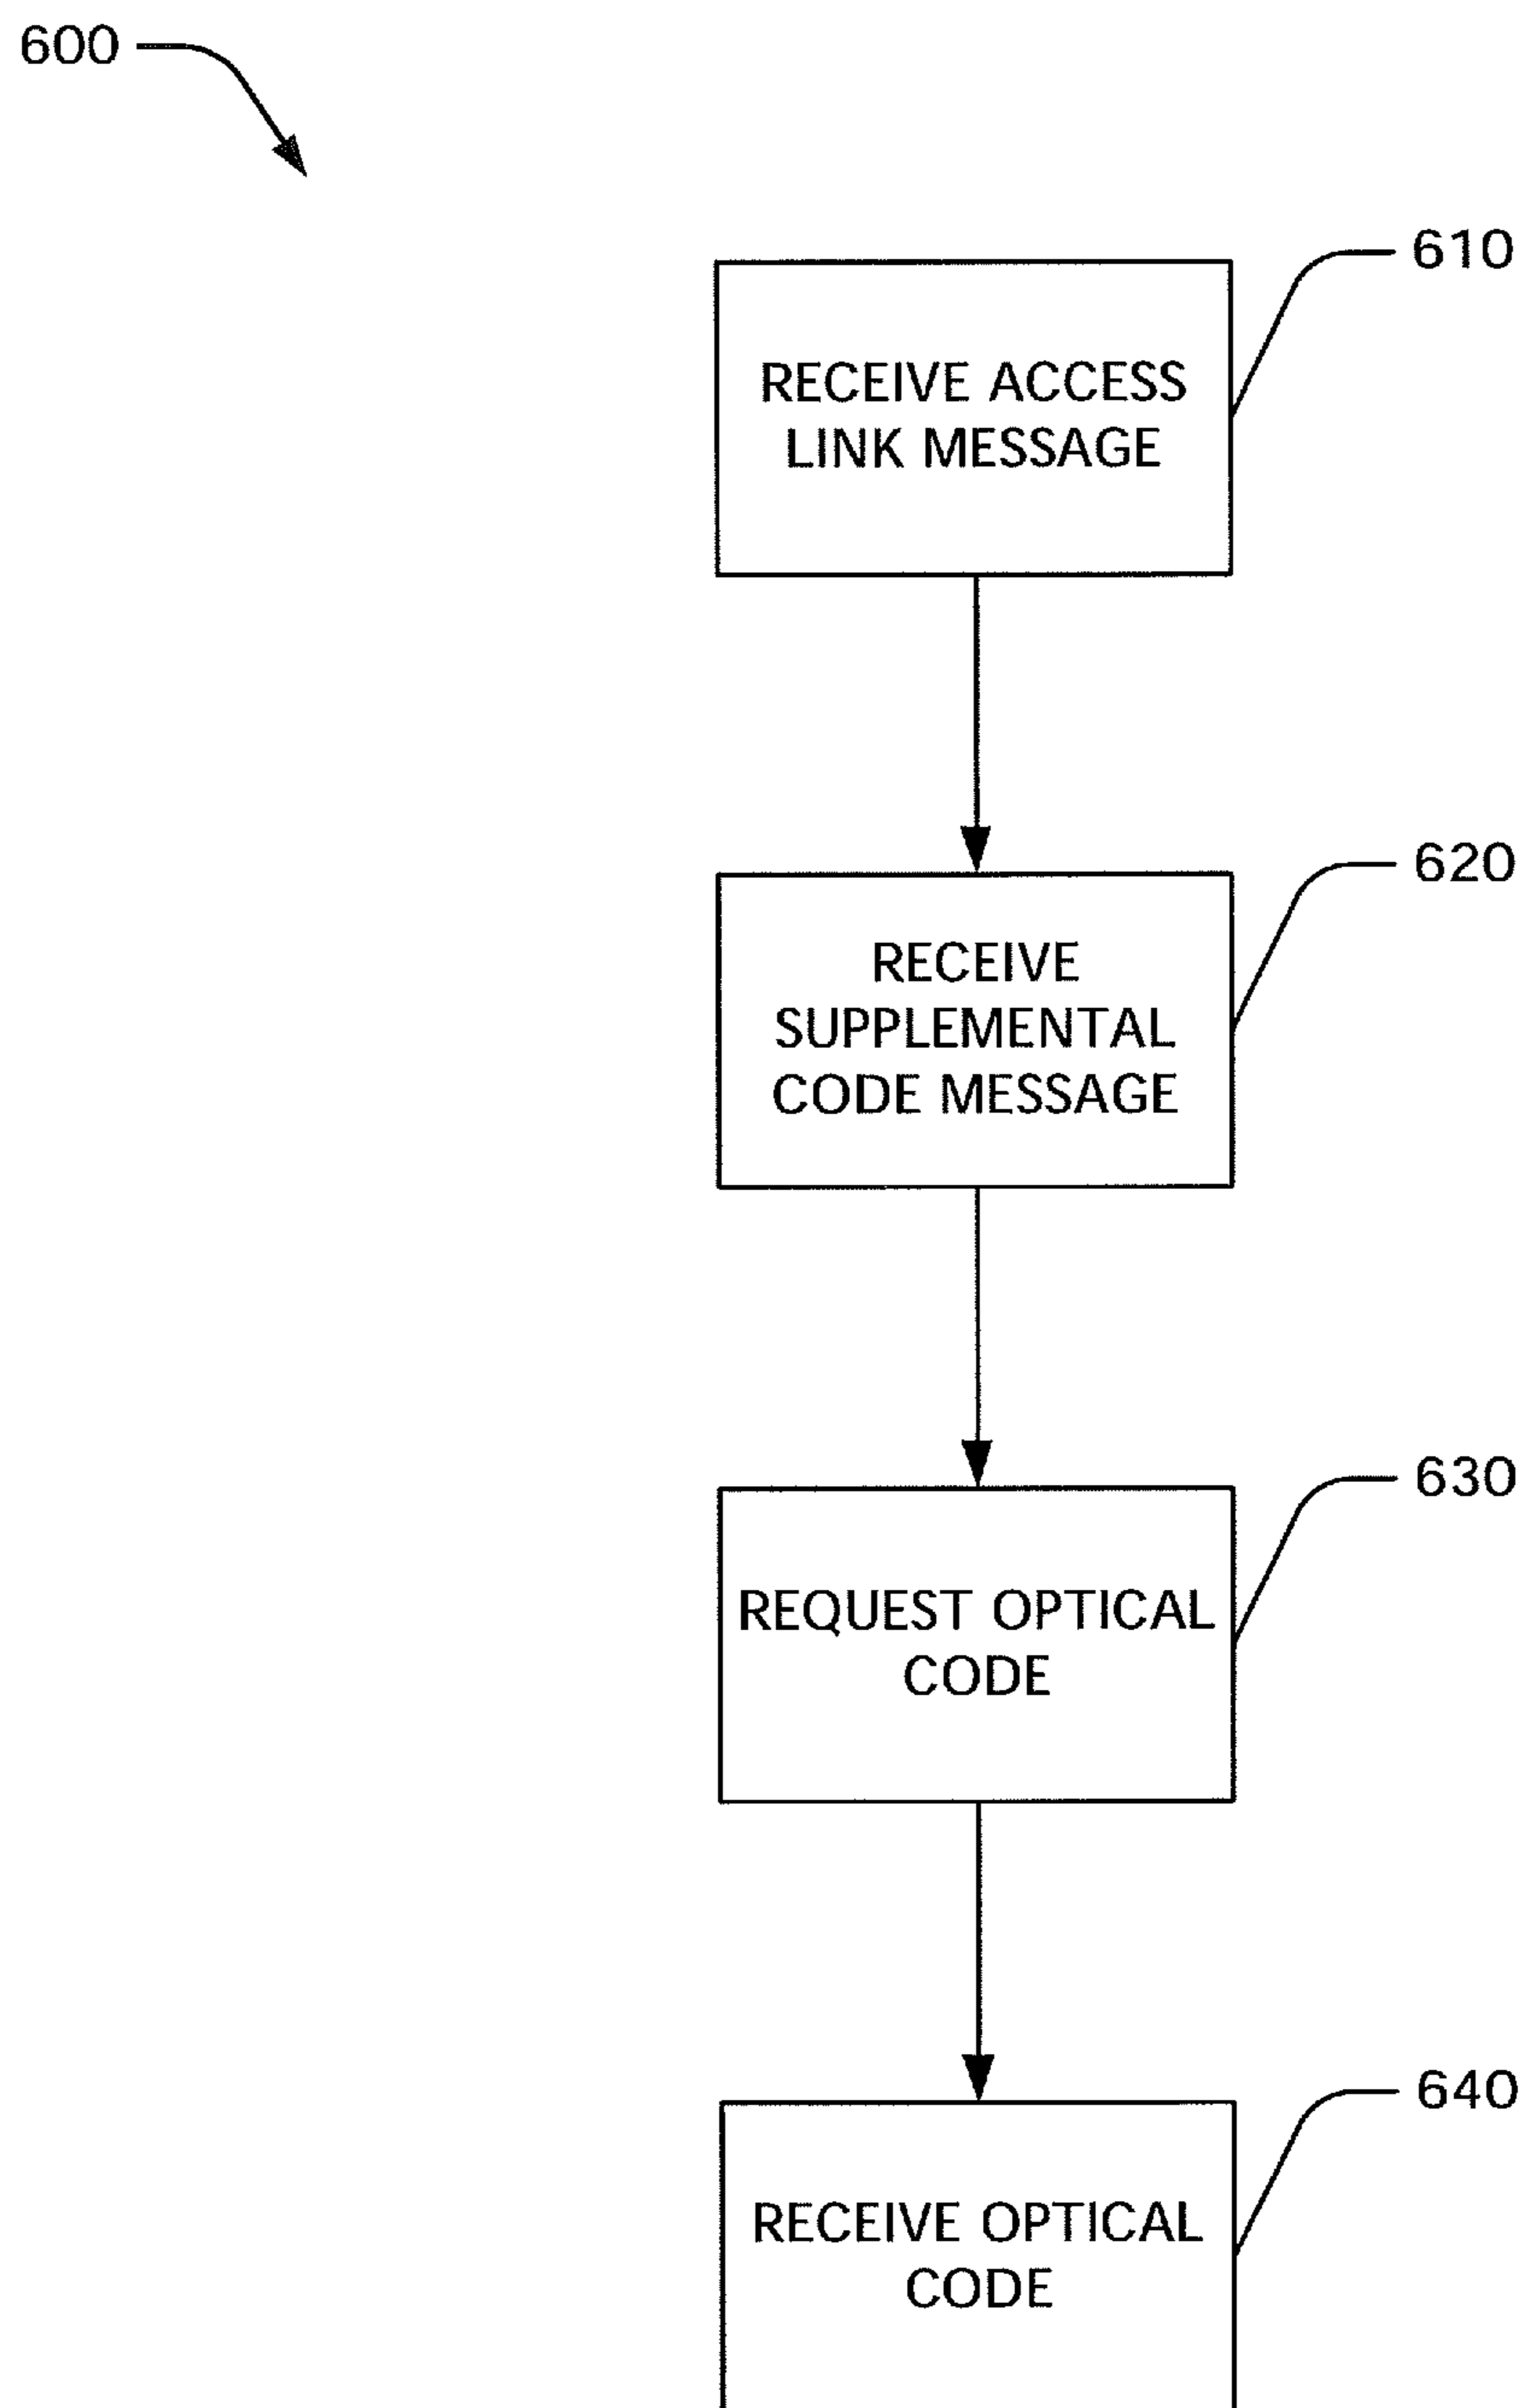 600
610
RECEIVE ACCESS
LINK MESSAGE
620
RECEIVE
SUPPLEMENTAL
CODE MESSAGE
630
REQUEST OPTICAL
CODE
640
RECEIVE OPTICAL
CODE